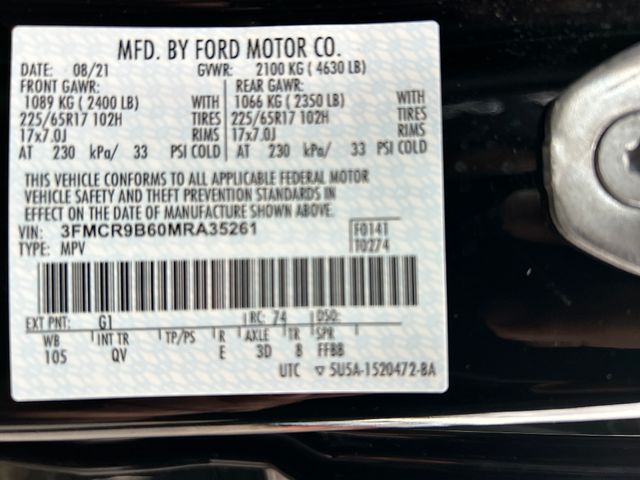 MFD. BY FORD MOTOR CO.
DATE: 08/21 GVWR: 2100 KG ( 4630 LB)
FRONT GAWR: REAR GAWR:
1089 KG ( 2400 LB) WITH 1066 KG ( 2350 LB) WITH
225/65R17 102H TIRES 225/65R17 102H TIRES
17x7.0J RIMS 17x7.0J RIMS
AT 230 kPa/ 33 PSI COLD AT 230 kPa/ 33 PSI COLD
THIS VEHICLE CONFORMS TO ALL APPLICABLE FEDERAL MOTOR
VEHICLE SAFETY AND THEFT PREVENTION STANDARDS IN
EFFECT ON THE DATE OF MANUFACTURE SHOWN ABOVE.
VIN: 3FMCR9B60MRA35261 F0141
TYPE: MPV T0274
EXT PNT: G1 RC: 74 DSO:
WB INT TR TP/PS R AXLE TR SPR
105 QV E 3D 8 FFBB
UTC ▽ 5U5A-1520472-BA